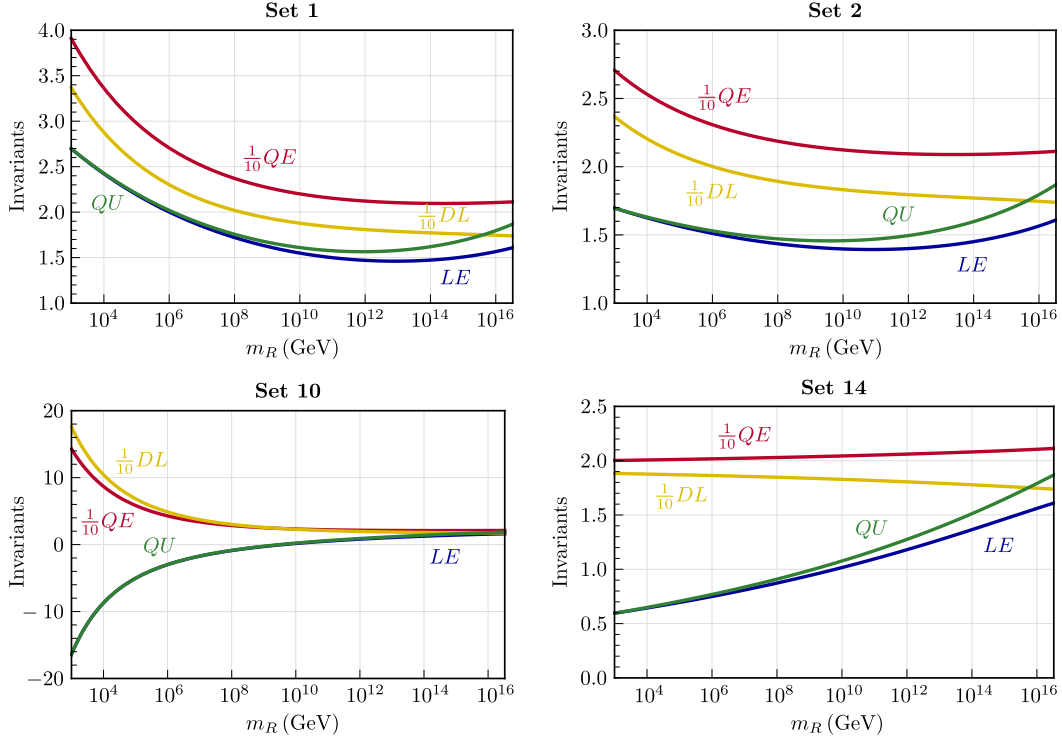 Set 1
Invariants
4.0
3.5
3.0
2.5
2.0
1.5
1.0
1/10 QE
1/10 DL
QU
LE
10^4 10^6 10^8 10^10 10^12 10^14 10^16
m_R (GeV)
Set 2
Invariants
3.0
2.5
2.0
1.5
1.0
1/10 QE
1/10 DL
QU
LE
10^4 10^6 10^8 10^10 10^12 10^14 10^16
m_R (GeV)
Set 10
Invariants
20
10
0
−10
−20
1/10 DL
1/10 QE
QU
LE
10^4 10^6 10^8 10^10 10^12 10^14 10^16
m_R (GeV)
Set 14
Invariants
2.5
2.0
1.5
1.0
0.5
0.0
1/10 QE
1/10 DL
QU
LE
10^4 10^6 10^8 10^10 10^12 10^14 10^16
m_R (GeV)